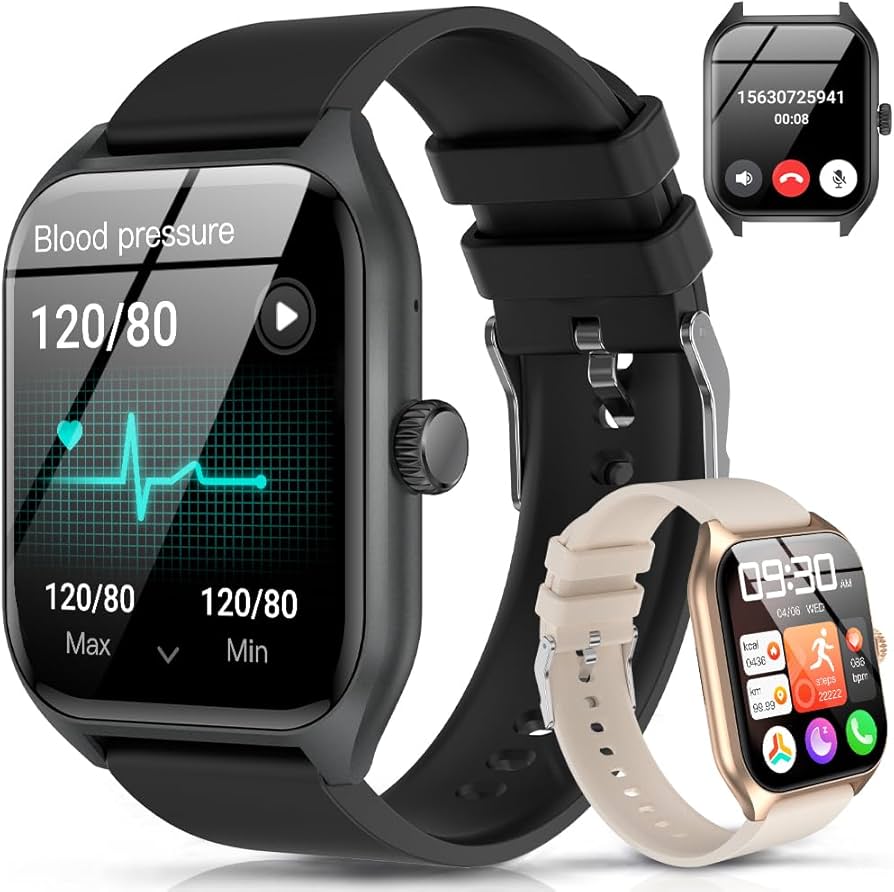 Blood pressure
120/80
120/80
120/80
Max
Min
15630725941
00:08
09:30
AM
04/06 WED
kcal
0436
km
99.99
steps
22222
086
bpm